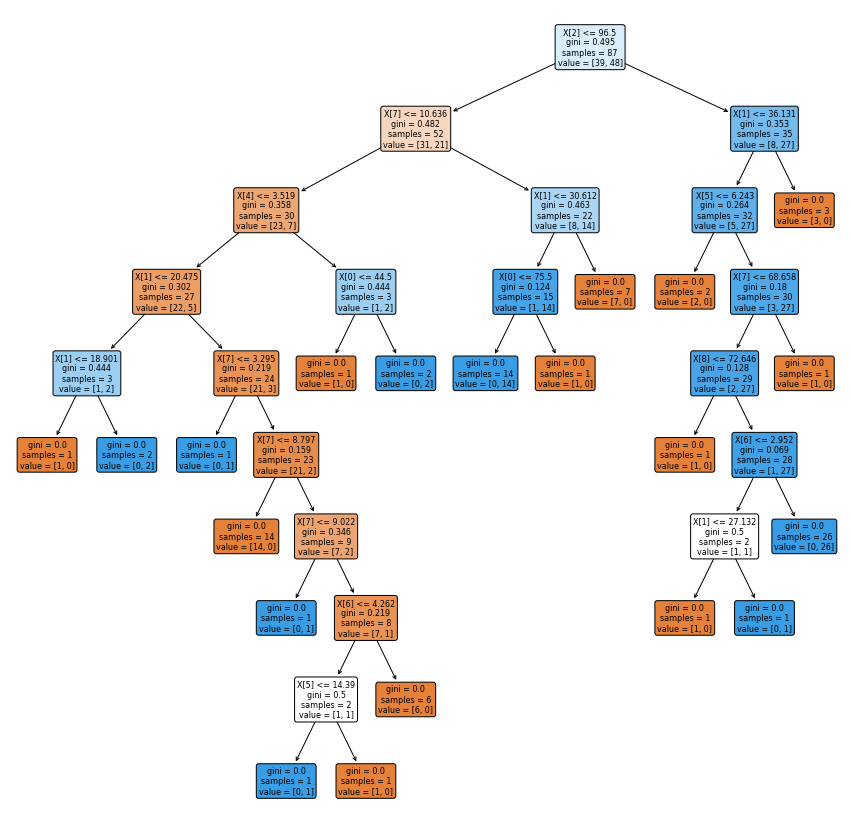 X[2] <= 96.5
gini = 0.495
samples = 87
value = [39, 48]
X[7] <= 10.636
gini = 0.482
samples = 52
value = [31, 21]
X[1] <= 36.131
gini = 0.353
samples = 35
value = [8, 27]
X[4] <= 3.519
gini = 0.358
samples = 30
value = [23, 7]
X[1] <= 30.612
gini = 0.463
samples = 22
value = [8, 14]
X[5] <= 6.243
gini = 0.264
samples = 32
value = [5, 27]
gini = 0.0
samples = 3
value = [3, 0]
X[1] <= 20.475
gini = 0.302
samples = 27
value = [22, 5]
X[0] <= 44.5
gini = 0.444
samples = 3
value = [1, 2]
X[0] <= 75.5
gini = 0.124
samples = 15
value = [1, 14]
gini = 0.0
samples = 7
value = [7, 0]
gini = 0.0
samples = 2
value = [2, 0]
X[7] <= 68.658
gini = 0.18
samples = 30
value = [3, 27]
X[1] <= 18.901
gini = 0.444
samples = 3
value = [1, 2]
X[7] <= 3.295
gini = 0.219
samples = 24
value = [21, 3]
gini = 0.0
samples = 1
value = [1, 0]
gini = 0.0
samples = 2
value = [0, 2]
gini = 0.0
samples = 14
value = [0, 14]
gini = 0.0
samples = 1
value = [1, 0]
X[8] <= 72.646
gini = 0.128
samples = 29
value = [2, 27]
gini = 0.0
samples = 1
value = [1, 0]
gini = 0.0
samples = 1
value = [1, 0]
gini = 0.0
samples = 2
value = [0, 2]
gini = 0.0
samples = 1
value = [0, 1]
X[7] <= 8.797
gini = 0.159
samples = 23
value = [21, 2]
gini = 0.0
samples = 1
value = [1, 0]
X[6] <= 2.952
gini = 0.069
samples = 28
value = [1, 27]
gini = 0.0
samples = 14
value = [14, 0]
X[7] <= 9.022
gini = 0.346
samples = 9
value = [7, 2]
X[1] <= 27.132
gini = 0.5
samples = 2
value = [1, 1]
gini = 0.0
samples = 26
value = [0, 26]
gini = 0.0
samples = 1
value = [0, 1]
X[6] <= 4.262
gini = 0.219
samples = 8
value = [7, 1]
gini = 0.0
samples = 1
value = [1, 0]
gini = 0.0
samples = 1
value = [0, 1]
X[5] <= 14.39
gini = 0.5
samples = 2
value = [1, 1]
gini = 0.0
samples = 6
value = [6, 0]
gini = 0.0
samples = 1
value = [0, 1]
gini = 0.0
samples = 1
value = [1, 0]